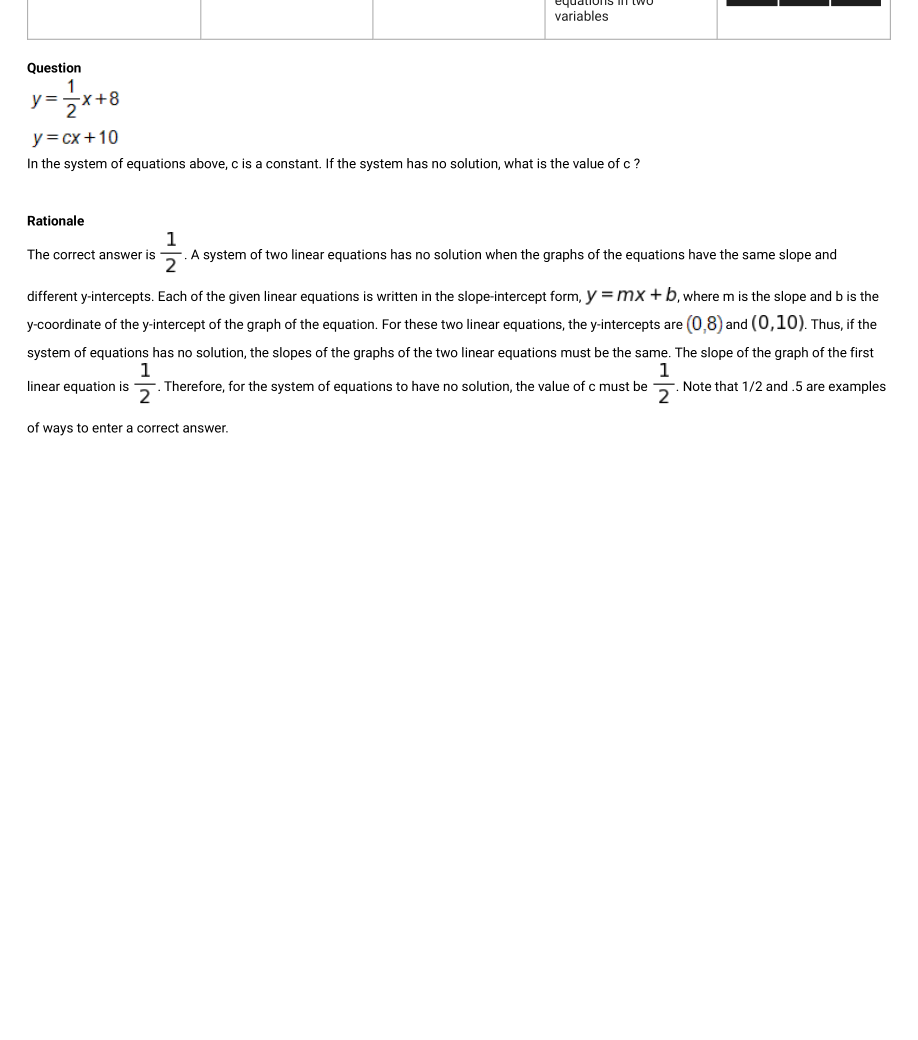 equations in two
variables
Question
y = 1/2 x + 8
y = cx + 10
In the system of equations above, c is a constant. If the system has no solution, what is the value of c ?
Rationale
The correct answer is 1/2. A system of two linear equations has no solution when the graphs of the equations have the same slope and
different y-intercepts. Each of the given linear equations is written in the slope-intercept form, y = mx + b, where m is the slope and b is the
y-coordinate of the y-intercept of the graph of the equation. For these two linear equations, the y-intercepts are (0,8) and (0,10). Thus, if the
system of equations has no solution, the slopes of the graphs of the two linear equations must be the same. The slope of the graph of the first
linear equation is 1/2. Therefore, for the system of equations to have no solution, the value of c must be 1/2. Note that 1/2 and .5 are examples
of ways to enter a correct answer.